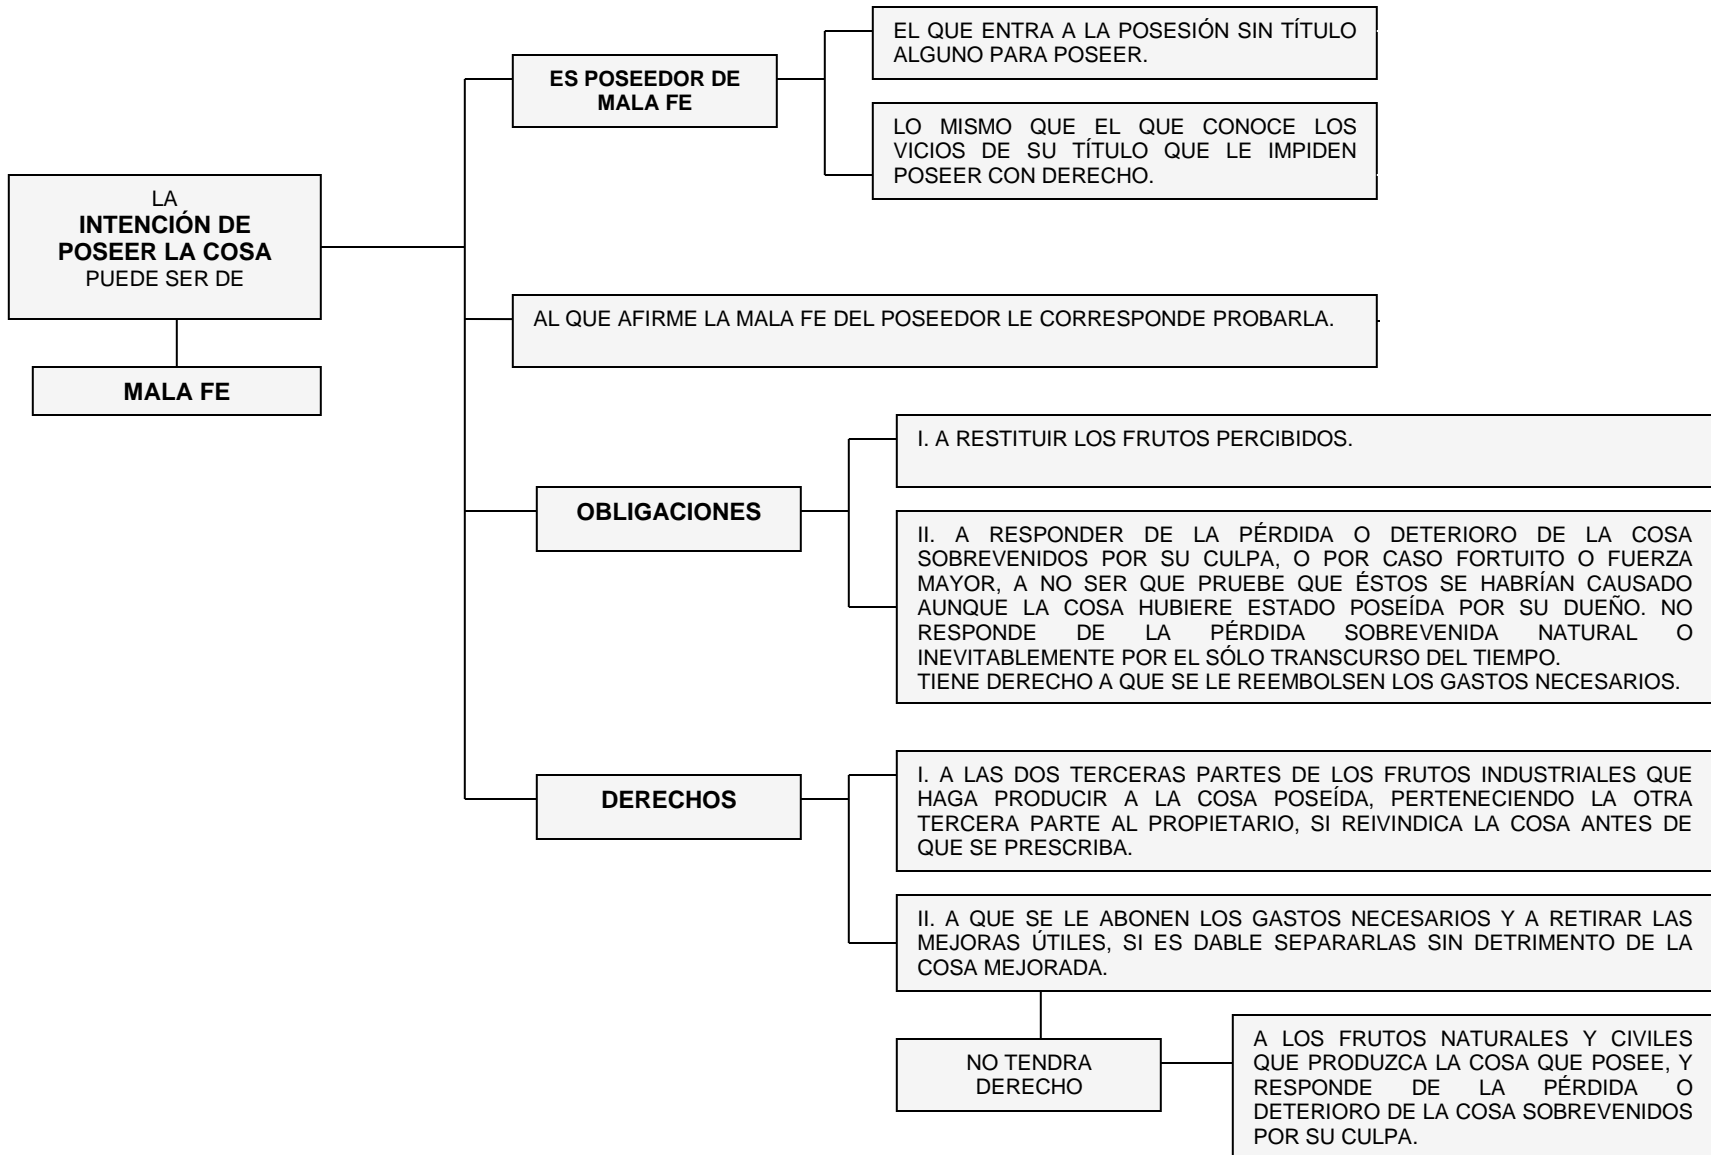 LA
INTENCIÓN DE
POSEER LA COSA
PUEDE SER DE
MALA FE
ES POSEEDOR DE
MALA FE
EL QUE ENTRA A LA POSESIÓN SIN TÍTULO
ALGUNO PARA POSEER.
LO MISMO QUE EL QUE CONOCE LOS
VICIOS DE SU TÍTULO QUE LE IMPIDEN
POSEER CON DERECHO.
AL QUE AFIRME LA MALA FE DEL POSEEDOR LE CORRESPONDE PROBARLA.
OBLIGACIONES
I. A RESTITUIR LOS FRUTOS PERCIBIDOS.
II. A RESPONDER DE LA PÉRDIDA O DETERIORO DE LA COSA
SOBREVENIDOS POR SU CULPA, O POR CASO FORTUITO O FUERZA
MAYOR, A NO SER QUE PRUEBE QUE ÉSTOS SE HABRÍAN CAUSADO
AUNQUE LA COSA HUBIERE ESTADO POSEÍDA POR SU DUEÑO. NO
RESPONDE DE LA PÉRDIDA SOBREVENIDA NATURAL O
INEVITABLEMENTE POR EL SÓLO TRANSCURSO DEL TIEMPO.
TIENE DERECHO A QUE SE LE REEMBOLSEN LOS GASTOS NECESARIOS.
DERECHOS
I. A LAS DOS TERCERAS PARTES DE LOS FRUTOS INDUSTRIALES QUE
HAGA PRODUCIR A LA COSA POSEÍDA, PERTENECIENDO LA OTRA
TERCERA PARTE AL PROPIETARIO, SI REIVINDICA LA COSA ANTES DE
QUE SE PRESCRIBA.
II. A QUE SE LE ABONEN LOS GASTOS NECESARIOS Y A RETIRAR LAS
MEJORAS ÚTILES, SI ES DABLE SEPARARLAS SIN DETRIMENTO DE LA
COSA MEJORADA.
NO TENDRA
DERECHO
A LOS FRUTOS NATURALES Y CIVILES
QUE PRODUZCA LA COSA QUE POSEE, Y
RESPONDE DE LA PÉRDIDA O
DETERIORO DE LA COSA SOBREVENIDOS
POR SU CULPA.